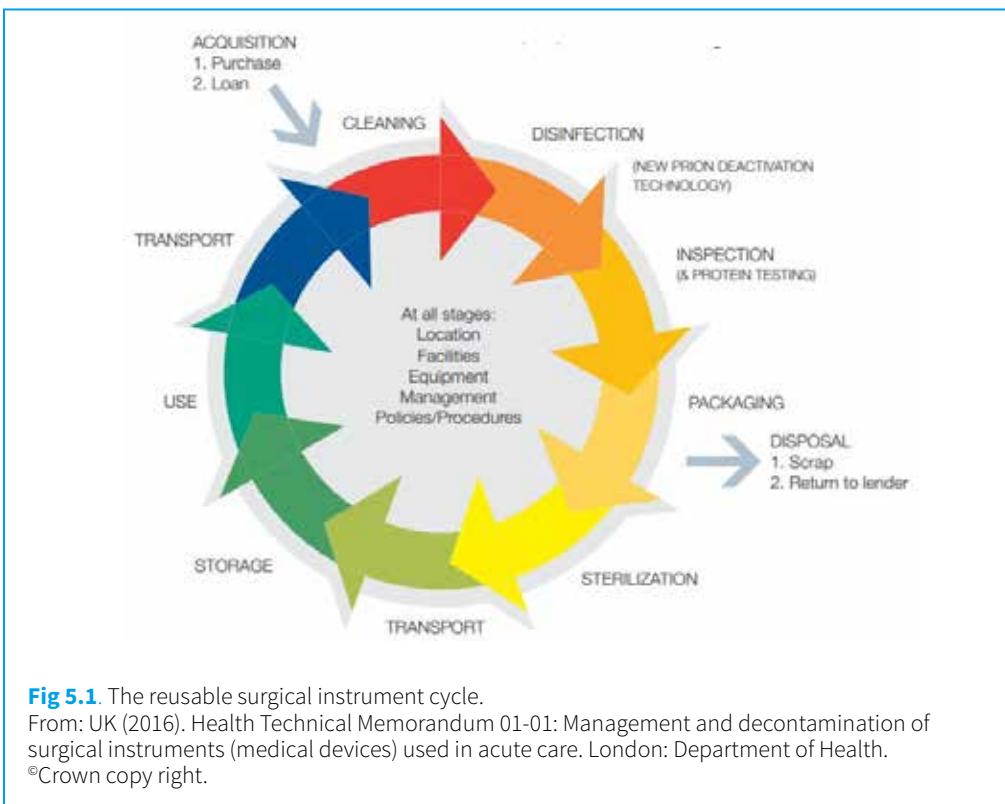 ACQUISITION
1. Purchase
2. Loan
CLEANING
DISINFECTION
(NEW PRION DEACTIVATION
TECHNOLOGY)
INSPECTION
(& PROTEIN TESTING)
PACKAGING
DISPOSAL
1. Scrap
2. Return to lender
STERILIZATION
TRANSPORT
STORAGE
USE
TRANSPORT
At all stages:
Location
Facilities
Equipment
Management
Policies/Procedures
Fig 5.1. The reusable surgical instrument cycle.
From: UK (2016). Health Technical Memorandum 01-01: Management and decontamination of
surgical instruments (medical devices) used in acute care. London: Department of Health.
©Crown copy right.